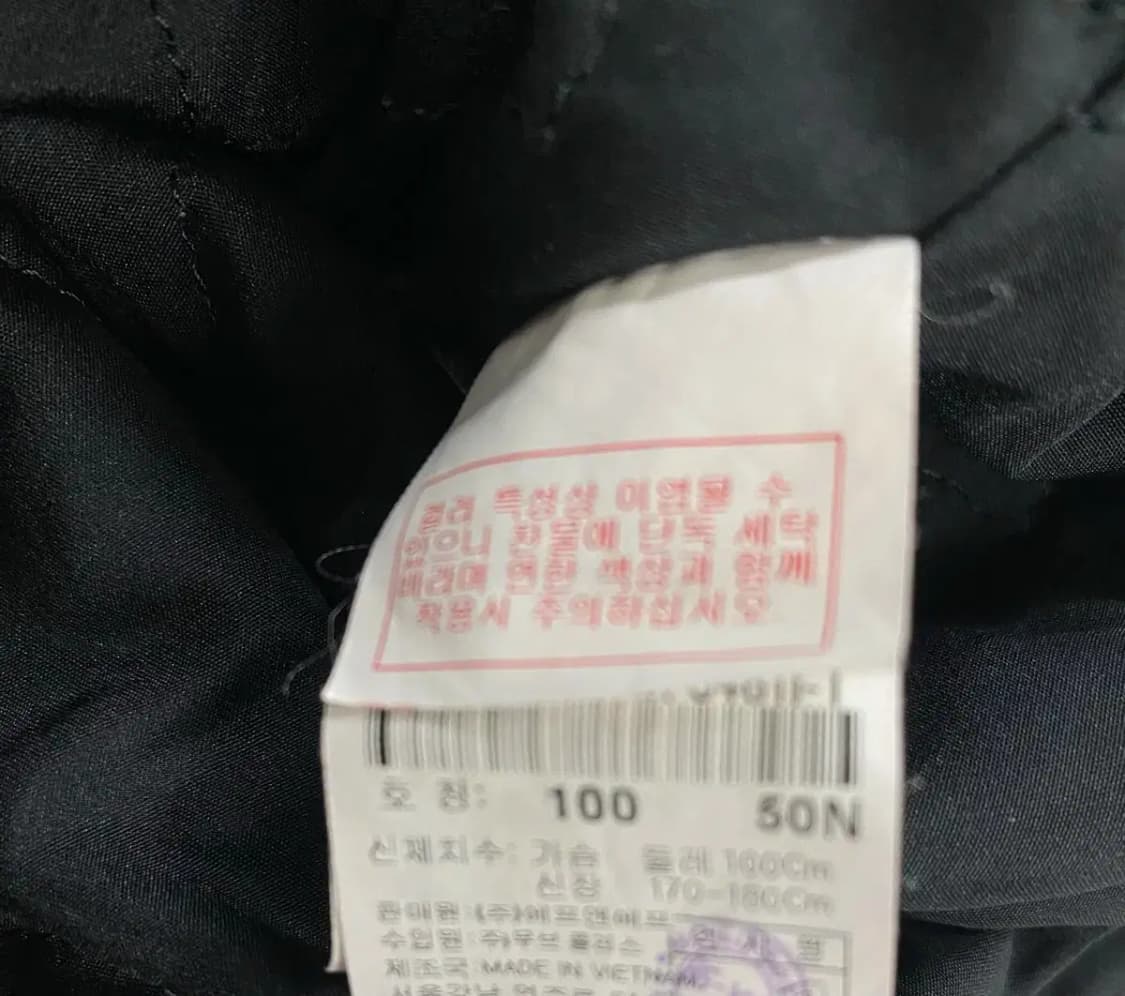 컬러 특성상 이염될 수
있으니 찬물에 단독 세탁
바라며 연한 색상과 함께
착용시 주의하십시오
호 칭: 100 50N
신체치수: 가슴 둘레 100Cm
신장 170-180Cm
판매원:(주)에프앤에프
수입원:주)무브 플러스
제조국:MADE IN VIETNAM